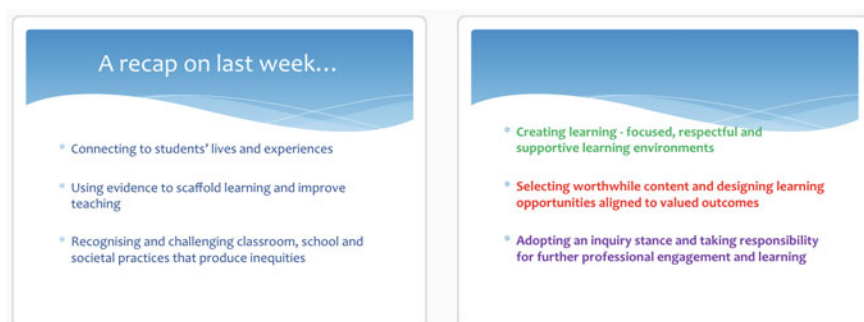 A recap on last week...
* Connecting to students' lives and experiences
* Using evidence to scaffold learning and improve
teaching
* Recognising and challenging classroom, school and
societal practices that produce inequities
* Creating learning - focused, respectful and
supportive learning environments
* Selecting worthwhile content and designing learning
opportunities aligned to valued outcomes
* Adopting an inquiry stance and taking responsibility
for further professional engagement and learning